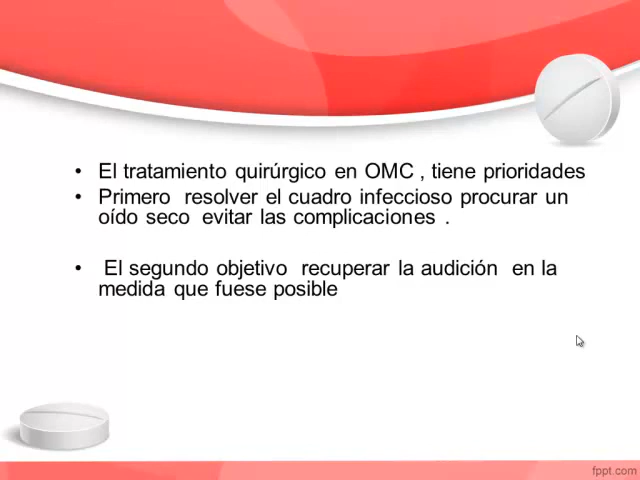 • El tratamiento quirúrgico en OMC , tiene prioridades
• Primero resolver el cuadro infeccioso procurar un
oído seco evitar las complicaciones .
• El segundo objetivo recuperar la audición en la
medida que fuese posible
fppt.com